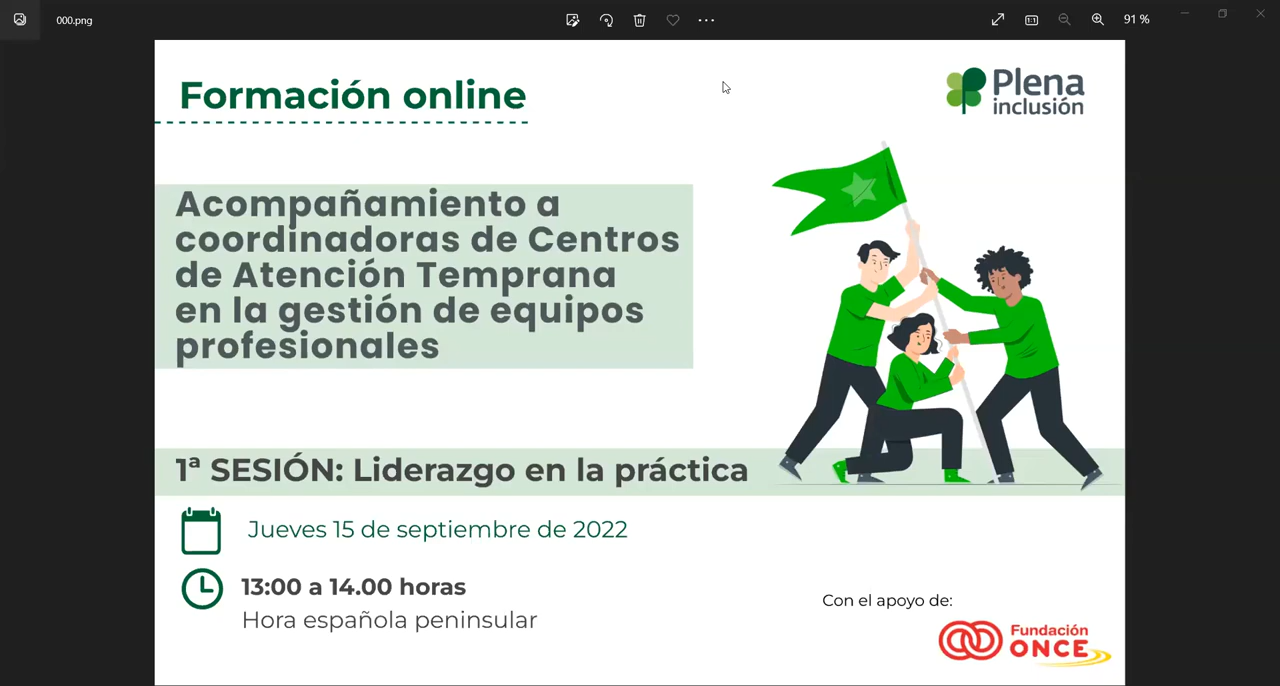 000.png
91 %
Formación online
Plena
inclusión
Acompañamiento a
coordinadoras de Centros
de Atención Temprana
en la gestión de equipos
profesionales
1ª SESIÓN: Liderazgo en la práctica
Jueves 15 de septiembre de 2022
13:00 a 14.00 horas
Hora española peninsular
Con el apoyo de:
Fundación
ONCE